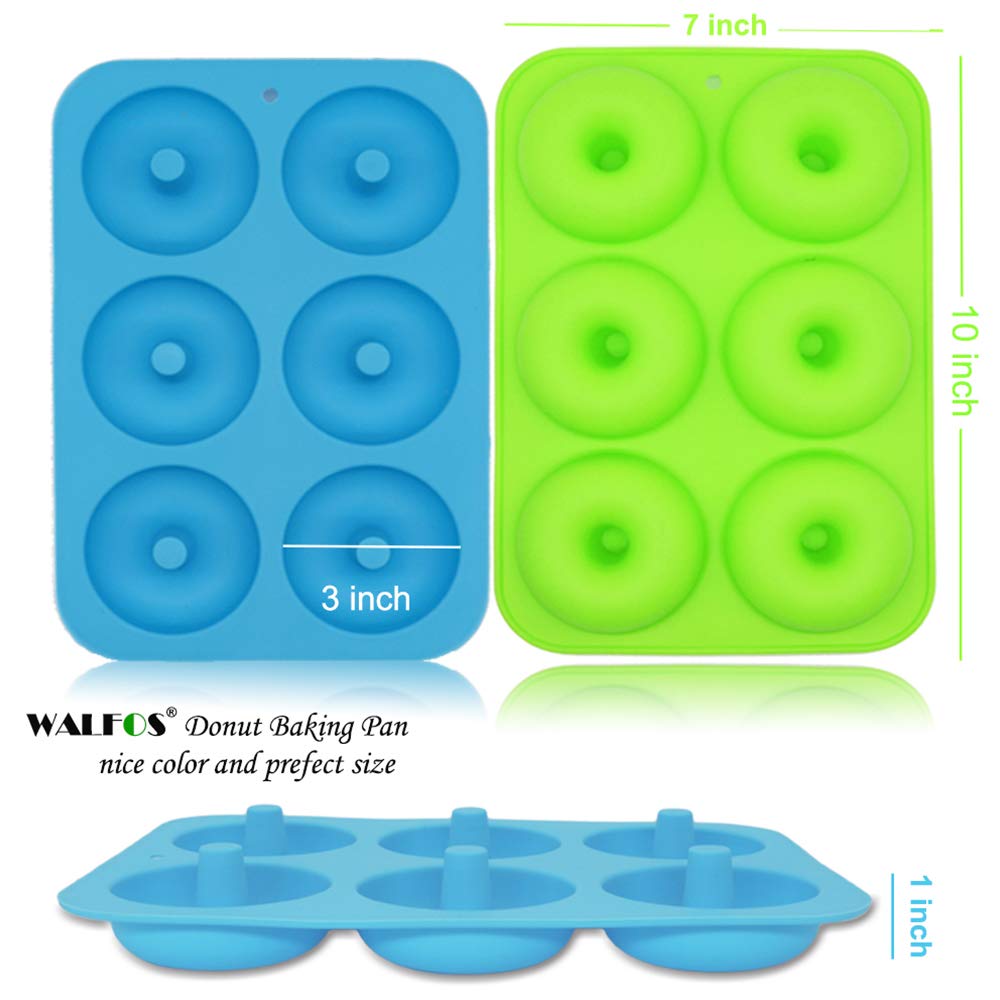 7 inch
10 inch
3 inch
WALFOS® Donut Baking Pan
nice color and prefect size
1 inch